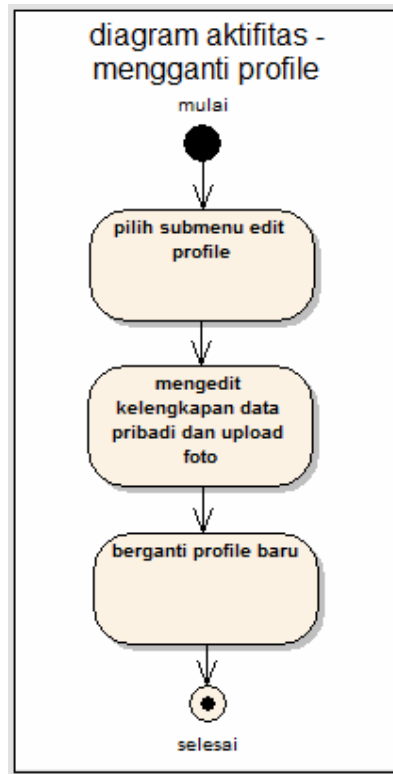 diagram aktifitas -
mengganti profile
mulai
pilih submenu edit
profile
mengedit
kelengkapan data
pribadi dan upload
foto
berganti profile baru
selesai